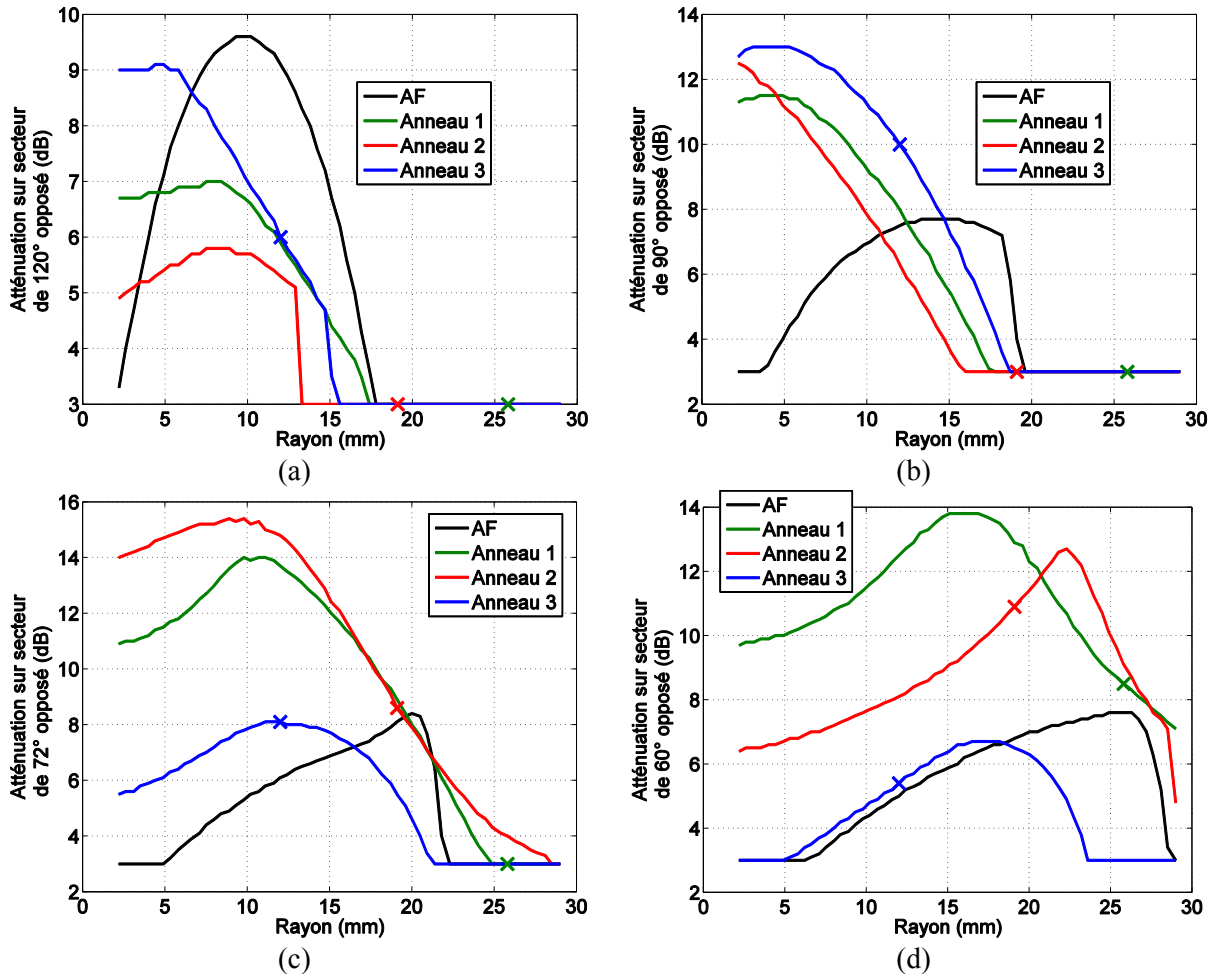 Atténuation sur secteur
de 120° opposé (dB)
10
9
8
7
6
5
4
3
0
5
10
15
20
25
30
Rayon (mm)
AF
Anneau 1
Anneau 2
Anneau 3
(a)
Atténuation sur secteur
de 90° opposé (dB)
14
12
10
8
6
4
2
0
5
10
15
20
25
30
Rayon (mm)
AF
Anneau 1
Anneau 2
Anneau 3
(b)
Atténuation sur secteur
de 72° opposé (dB)
16
14
12
10
8
6
4
2
0
5
10
15
20
25
30
Rayon (mm)
AF
Anneau 1
Anneau 2
Anneau 3
(c)
Atténuation sur secteur
de 60° opposé (dB)
14
12
10
8
6
4
2
0
5
10
15
20
25
30
Rayon (mm)
AF
Anneau 1
Anneau 2
Anneau 3
(d)